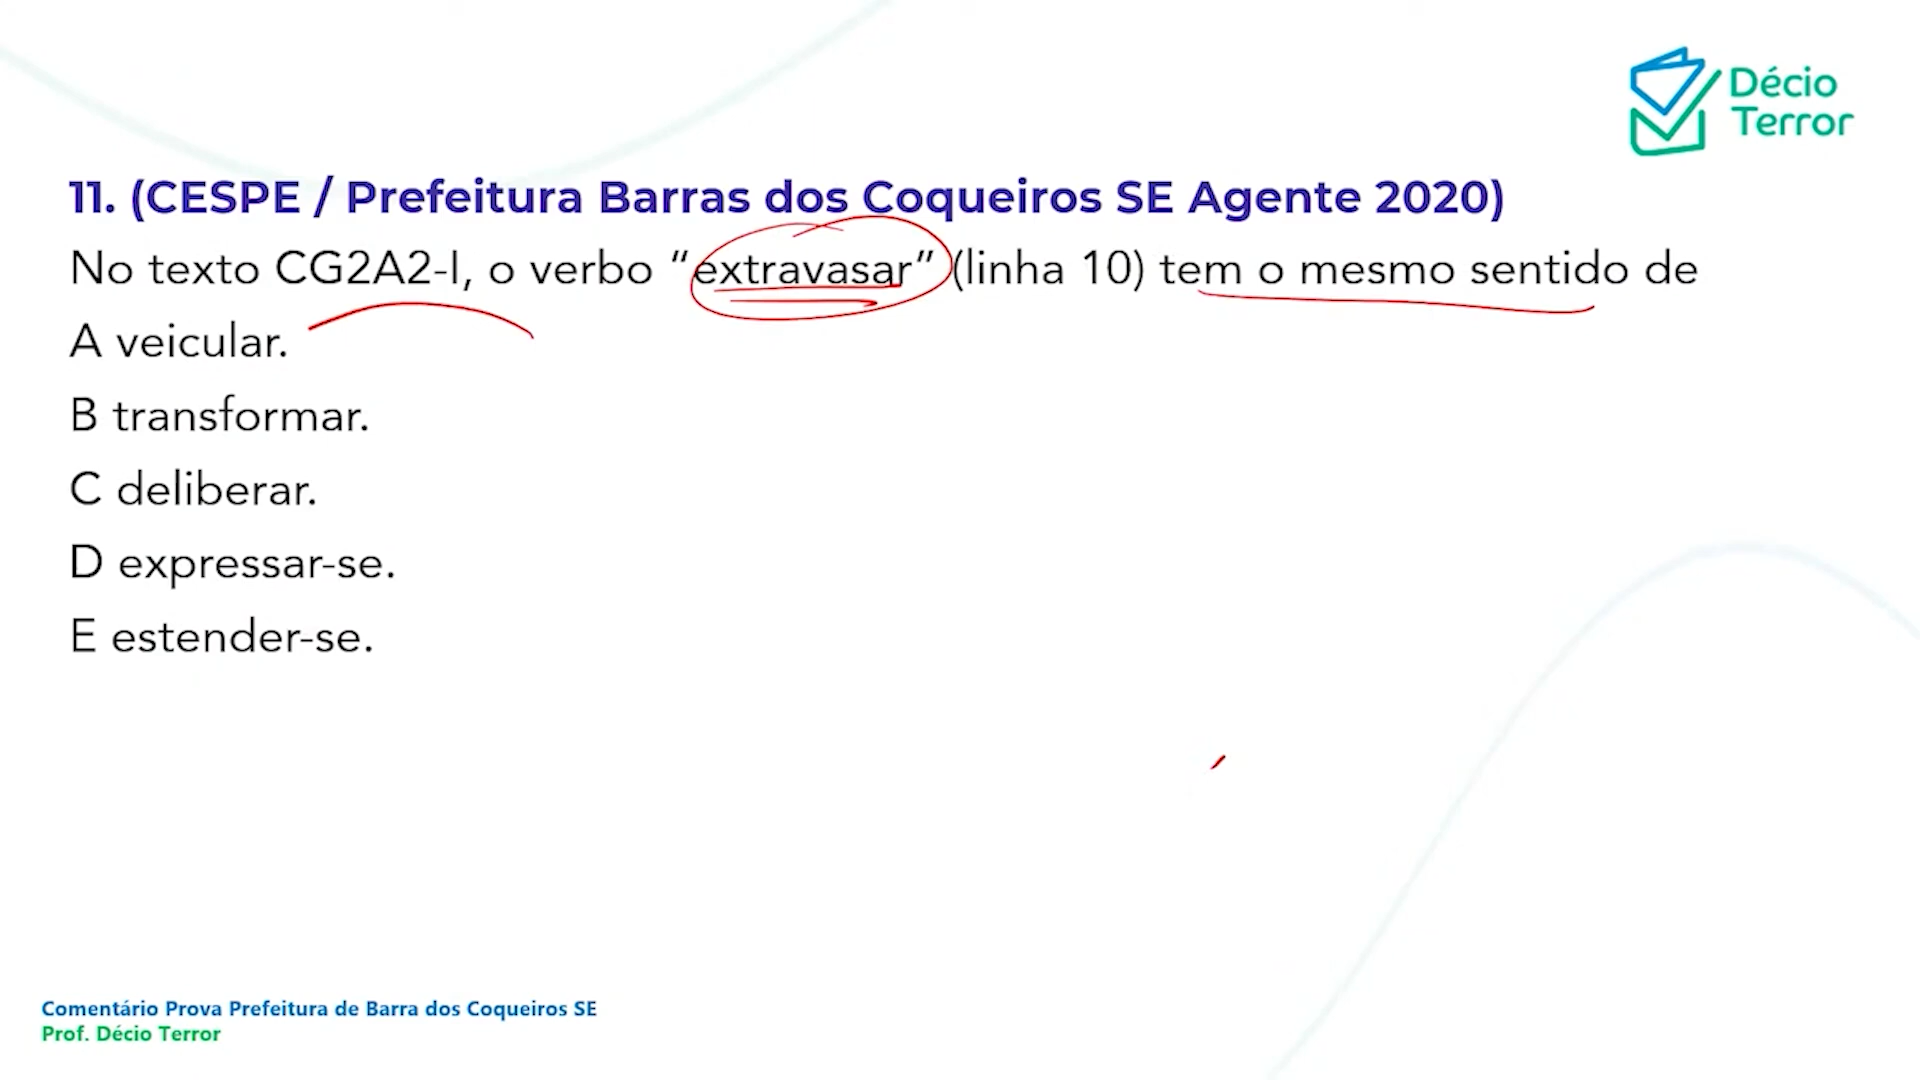 Décio
Terror
11. (CESPE / Prefeitura Barras dos Coqueiros SE Agente 2020)
No texto CG2A2-I, o verbo “extravasar” (linha 10) tem o mesmo sentido de
A veicular.
B transformar.
C deliberar.
D expressar-se.
E estender-se.
Comentário Prova Prefeitura de Barra dos Coqueiros SE
Prof. Décio Terror